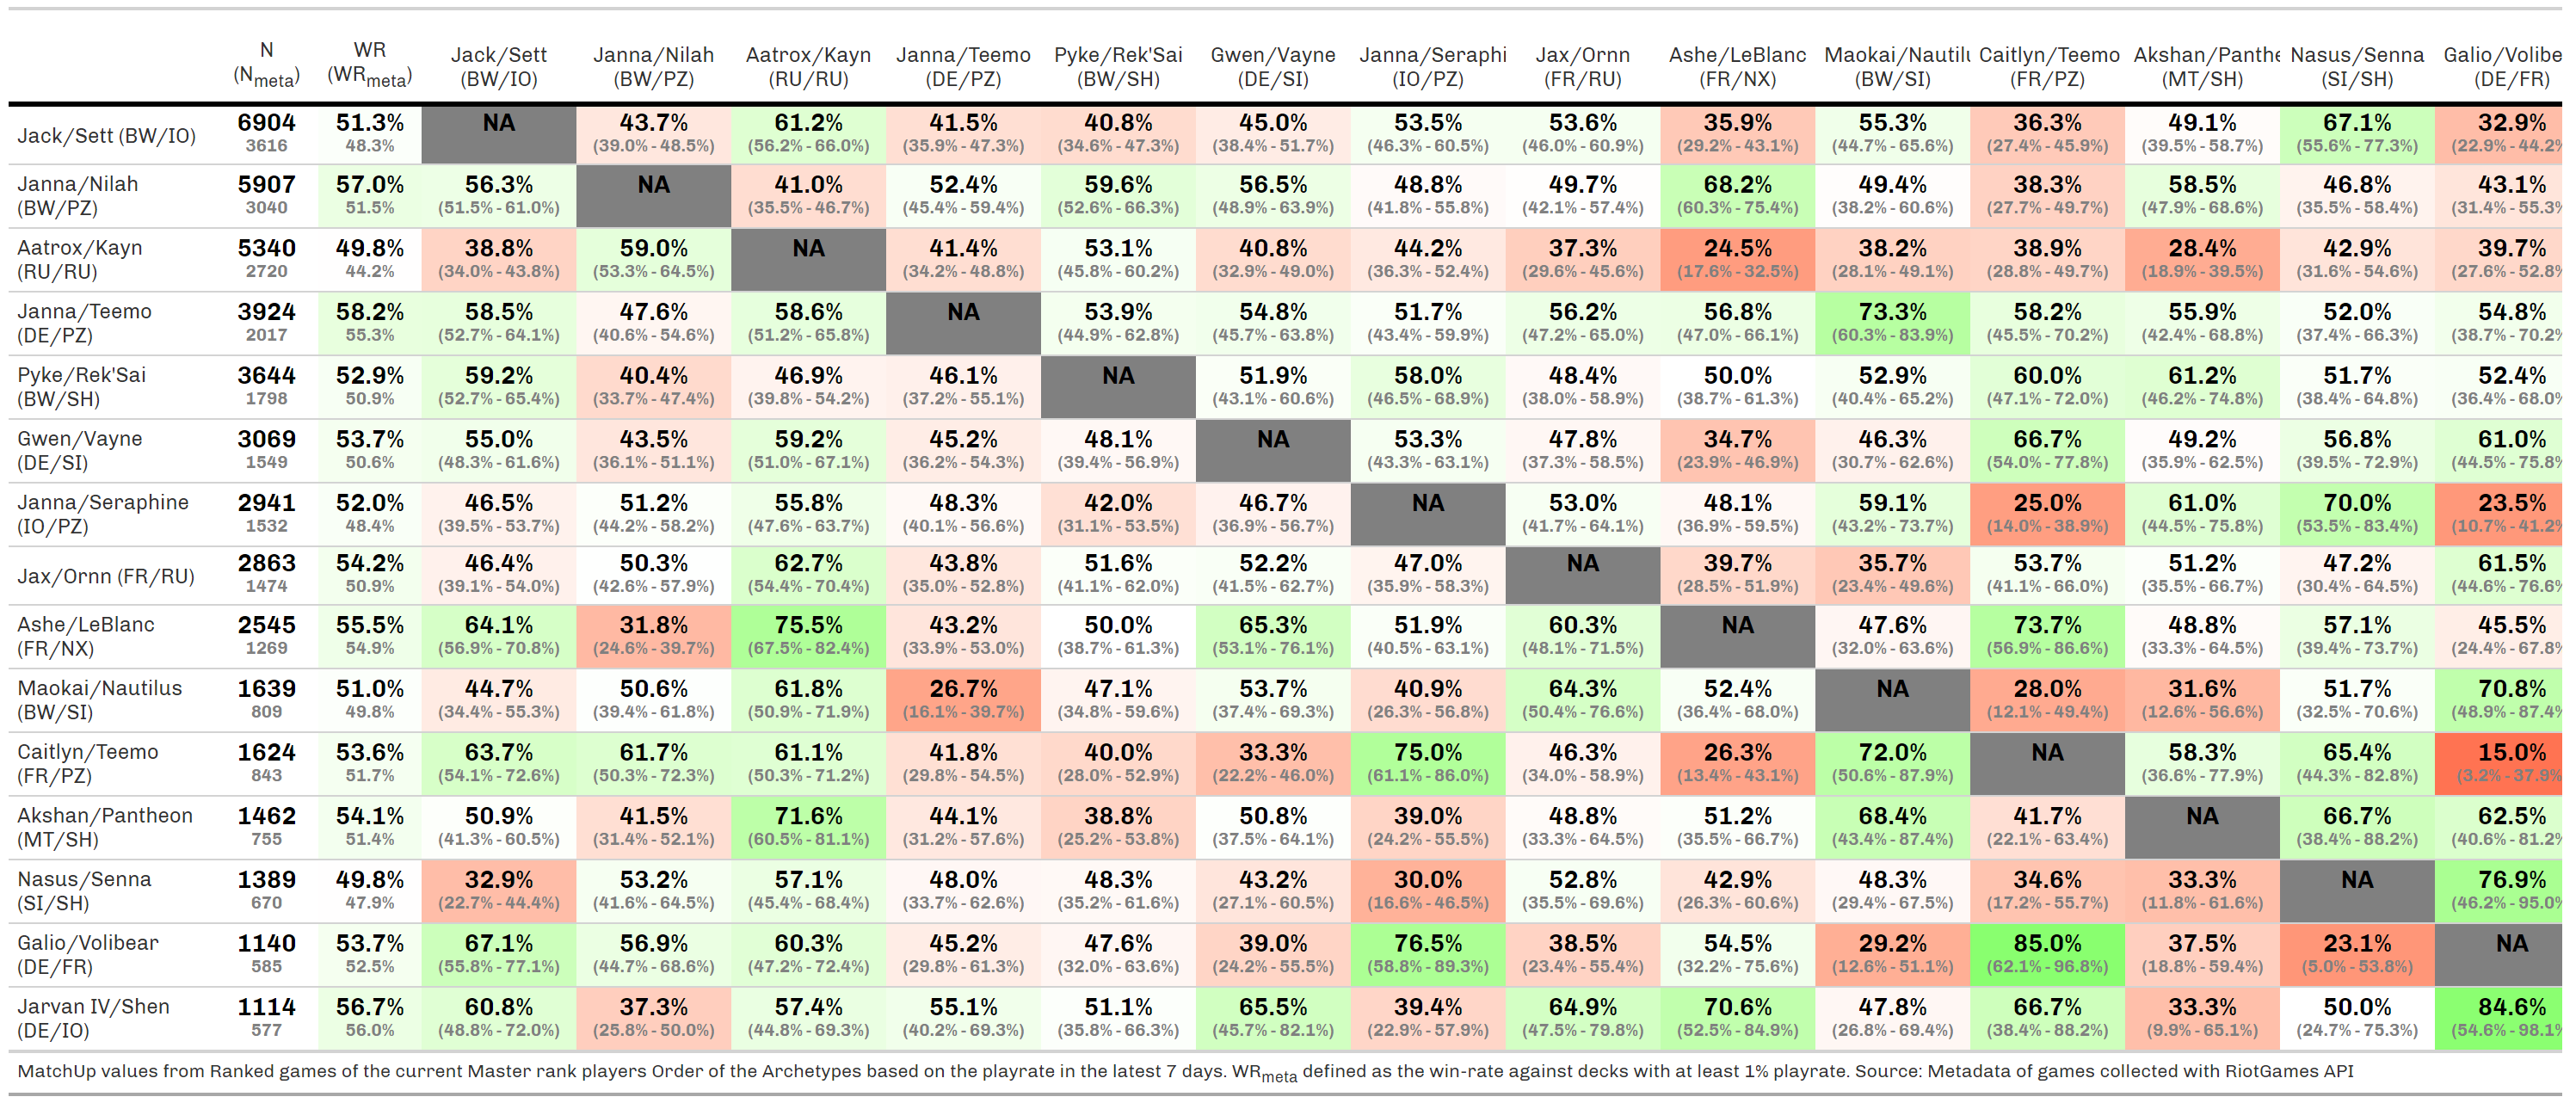 N WR Jack/Sett Janna/Nilah Aatrox/Kayn Janna/Teemo Pyke/Rek'Sai Gwen/Vayne Janna/Seraphi Jax/Ornn Ashe/LeBlanc Maokai/Nautilu Caitlyn/Teemo Akshan/Panthe Nasus/Senna Galio/Volibe
(Nmeta) (WRmeta) (BW/IO) (BW/PZ) (RU/RU) (DE/PZ) (BW/SH) (DE/SI) (IO/PZ) (FR/RU) (FR/NX) (BW/SI) (FR/PZ) (MT/SH) (SI/SH) (DE/FR)
Jack/Sett (BW/IO) 6904 51.3% NA 43.7% 61.2% 41.5% 40.8% 45.0% 53.5% 53.6% 35.9% 55.3% 36.3% 49.1% 67.1% 32.9%
3616 48.3% (39.0% - 48.5%) (56.2% - 66.0%) (35.9% - 47.3%) (34.6% - 47.3%) (38.4% - 51.7%) (46.3% - 60.5%) (46.0% - 60.9%) (29.2% - 43.1%) (44.7% - 65.6%) (27.4% - 45.9%) (39.5% - 58.7%) (55.6% - 77.3%) (22.9% - 44.2%
Janna/Nilah 5907 57.0% 56.3% NA 41.0% 52.4% 59.6% 56.5% 48.8% 49.7% 68.2% 49.4% 38.3% 58.5% 46.8% 43.1%
(BW/PZ) 3040 51.5% (51.5% - 61.0%) (35.5% - 46.7%) (45.4% - 59.4%) (52.6% - 66.3%) (48.9% - 63.9%) (41.8% - 55.8%) (42.1% - 57.4%) (60.3% - 75.4%) (38.2% - 60.6%) (27.7% - 49.7%) (47.9% - 68.6%) (35.5% - 58.4%) (31.4% - 55.3%
Aatrox/Kayn 5340 49.8% 38.8% 59.0% NA 41.4% 53.1% 40.8% 44.2% 37.3% 24.5% 38.2% 38.9% 28.4% 42.9% 39.7%
(RU/RU) 2720 44.2% (34.0% - 43.8%) (53.3% - 64.5%) (34.2% - 48.8%) (45.8% - 60.2%) (32.9% - 49.0%) (36.3% - 52.4%) (29.6% - 45.6%) (17.6% - 32.5%) (28.1% - 49.1%) (28.8% - 49.7%) (18.9% - 39.5%) (31.6% - 54.6%) (27.6% - 52.8%
Janna/Teemo 3924 58.2% 58.5% 47.6% 58.6% NA 53.9% 54.8% 51.7% 56.2% 56.8% 73.3% 58.2% 55.9% 52.0% 54.8%
(DE/PZ) 2017 55.3% (52.7% - 64.1%) (40.6% - 54.6%) (51.2% - 65.8%) (44.9% - 62.8%) (45.7% - 63.8%) (43.4% - 59.9%) (47.2% - 65.0%) (47.0% - 66.1%) (60.3% - 83.9%) (45.5% - 70.2%) (42.4% - 68.8%) (37.4% - 66.3%) (38.7% - 70.2%
Pyke/Rek'Sai 3644 52.9% 59.2% 40.4% 46.9% 46.1% NA 51.9% 58.0% 48.4% 50.0% 52.9% 60.0% 61.2% 51.7% 52.4%
(BW/SH) 1798 50.9% (52.7% - 65.4%) (33.7% - 47.4%) (39.8% - 54.2%) (37.2% - 55.1%) (43.1% - 60.6%) (46.5% - 68.9%) (38.0% - 58.9%) (38.7% - 61.3%) (40.4% - 65.2%) (47.1% - 72.0%) (46.2% - 74.8%) (38.4% - 64.8%) (36.4% - 68.0%
Gwen/Vayne 3069 53.7% 55.0% 43.5% 59.2% 45.2% 48.1% NA 53.3% 47.8% 34.7% 46.3% 66.7% 49.2% 56.8% 61.0%
(DE/SI) 1549 50.6% (48.3% - 61.6%) (36.1% - 51.1%) (51.0% - 67.1%) (36.2% - 54.3%) (39.4% - 56.9%) (43.3% - 63.1%) (37.3% - 58.5%) (23.9% - 46.9%) (30.7% - 62.6%) (54.0% - 77.8%) (35.9% - 62.5%) (39.5% - 72.9%) (44.5% - 75.8%
Janna/Seraphine 2941 52.0% 46.5% 51.2% 55.8% 48.3% 42.0% 46.7% NA 53.0% 48.1% 59.1% 25.0% 61.0% 70.0% 23.5%
(IO/PZ) 1532 48.4% (39.5% - 53.7%) (44.2% - 58.2%) (47.6% - 63.7%) (40.1% - 56.6%) (31.1% - 53.5%) (36.9% - 56.7%) (41.7% - 64.1%) (36.9% - 59.5%) (43.2% - 73.7%) (14.0% - 38.9%) (44.5% - 75.8%) (53.5% - 83.4%) (10.7% - 41.2%
Jax/Ornn (FR/RU) 2863 54.2% 46.4% 50.3% 62.7% 43.8% 51.6% 52.2% 47.0% NA 39.7% 35.7% 53.7% 51.2% 47.2% 61.5%
1474 50.9% (39.1% - 54.0%) (42.6% - 57.9%) (54.4% - 70.4%) (35.0% - 52.8%) (41.1% - 62.0%) (41.5% - 62.7%) (35.9% - 58.3%) (28.5% - 51.9%) (23.4% - 49.6%) (41.1% - 66.0%) (35.5% - 66.7%) (30.4% - 64.5%) (44.6% - 76.6%
Ashe/LeBlanc 2545 55.5% 64.1% 31.8% 75.5% 43.2% 50.0% 65.3% 51.9% 60.3% NA 47.6% 73.7% 48.8% 57.1% 45.5%
(FR/NX) 1269 54.9% (56.9% - 70.8%) (24.6% - 39.7%) (67.5% - 82.4%) (33.9% - 53.0%) (38.7% - 61.3%) (53.1% - 76.1%) (40.5% - 63.1%) (48.1% - 71.5%) (32.0% - 63.6%) (56.9% - 86.6%) (33.3% - 64.5%) (39.4% - 73.7%) (24.4% - 67.8%
Maokai/Nautilus 1639 51.0% 44.7% 50.6% 61.8% 26.7% 47.1% 53.7% 40.9% 64.3% 52.4% NA 28.0% 31.6% 51.7% 70.8%
(BW/SI) 809 49.8% (34.4% - 55.3%) (39.4% - 61.8%) (50.9% - 71.9%) (16.1% - 39.7%) (34.8% - 59.6%) (37.4% - 69.3%) (26.3% - 56.8%) (50.4% - 76.6%) (36.4% - 68.0%) (12.1% - 49.4%) (12.6% - 56.6%) (32.5% - 70.6%) (48.9% - 87.4%
Caitlyn/Teemo 1624 53.6% 63.7% 61.7% 61.1% 41.8% 40.0% 33.3% 75.0% 46.3% 26.3% 72.0% NA 58.3% 65.4% 15.0%
(FR/PZ) 843 51.7% (54.1% - 72.6%) (50.3% - 72.3%) (50.3% - 71.2%) (29.8% - 54.5%) (28.0% - 52.9%) (22.2% - 46.0%) (61.1% - 86.0%) (34.0% - 58.9%) (13.4% - 43.1%) (50.6% - 87.9%) (36.6% - 77.9%) (44.3% - 82.8%) (3.2% - 37.9%
Akshan/Pantheon 1462 54.1% 50.9% 41.5% 71.6% 44.1% 38.8% 50.8% 39.0% 48.8% 51.2% 68.4% 41.7% NA 66.7% 62.5%
(MT/SH) 755 51.4% (41.3% - 60.5%) (31.4% - 52.1%) (60.5% - 81.1%) (31.2% - 57.6%) (25.2% - 53.8%) (37.5% - 64.1%) (24.2% - 55.5%) (33.3% - 64.5%) (35.5% - 66.7%) (43.4% - 87.4%) (22.1% - 63.4%) (38.4% - 88.2%) (40.6% - 81.2%
Nasus/Senna 1389 49.8% 32.9% 53.2% 57.1% 48.0% 48.3% 43.2% 30.0% 52.8% 42.9% 48.3% 34.6% 33.3% NA 76.9%
(SI/SH) 670 47.9% (22.7% - 44.4%) (41.6% - 64.5%) (45.4% - 68.4%) (33.7% - 62.6%) (35.2% - 61.6%) (27.1% - 60.5%) (16.6% - 46.5%) (35.5% - 69.6%) (26.3% - 60.6%) (29.4% - 67.5%) (17.2% - 55.7%) (11.8% - 61.6%) (46.2% - 95.0%
Galio/Volibear 1140 53.7% 67.1% 56.9% 60.3% 45.2% 47.6% 39.0% 76.5% 38.5% 54.5% 29.2% 85.0% 37.5% 23.1% NA
(DE/FR) 585 52.5% (55.8% - 77.1%) (44.7% - 68.6%) (47.2% - 72.4%) (29.8% - 61.3%) (32.0% - 63.6%) (24.2% - 55.5%) (58.8% - 89.3%) (23.4% - 55.4%) (32.2% - 75.6%) (12.6% - 51.1%) (62.1% - 96.8%) (18.8% - 59.4%) (5.0% - 53.8%)
Jarvan IV/Shen 1114 56.7% 60.8% 37.3% 57.4% 55.1% 51.1% 65.5% 39.4% 64.9% 70.6% 47.8% 66.7% 33.3% 50.0% 84.6%
(DE/IO) 577 56.0% (48.8% - 72.0%) (25.8% - 50.0%) (44.8% - 69.3%) (40.2% - 69.3%) (35.8% - 66.3%) (45.7% - 82.1%) (22.9% - 57.9%) (47.5% - 79.8%) (52.5% - 84.9%) (26.8% - 69.4%) (38.4% - 88.2%) (9.9% - 65.1%) (24.7% - 75.3%) (54.6% - 98.1%
MatchUp values from Ranked games of the current Master rank players Order of the Archetypes based on the playrate in the latest 7 days. WRmeta defined as the win-rate against decks with at least 1% playrate. Source: Metadata of games collected with RiotGames API